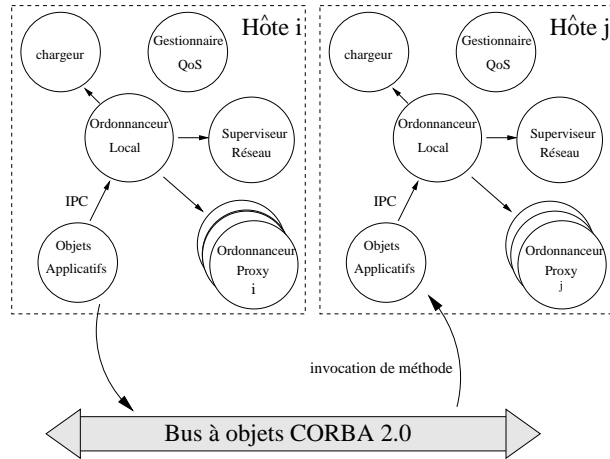 Hôte i
chargeur
Gestionnaire
QoS
Ordonnanceur
Local
Superviseur
Réseau
IPC
Objets
Applicatifs
Ordonnanceur
Proxy
i
Hôte j
chargeur
Gestionnaire
QoS
Ordonnanceur
Local
Superviseur
Réseau
IPC
Objets
Applicatifs
Ordonnanceur
Proxy
j
invocation de méthode
Bus à objets CORBA 2.0